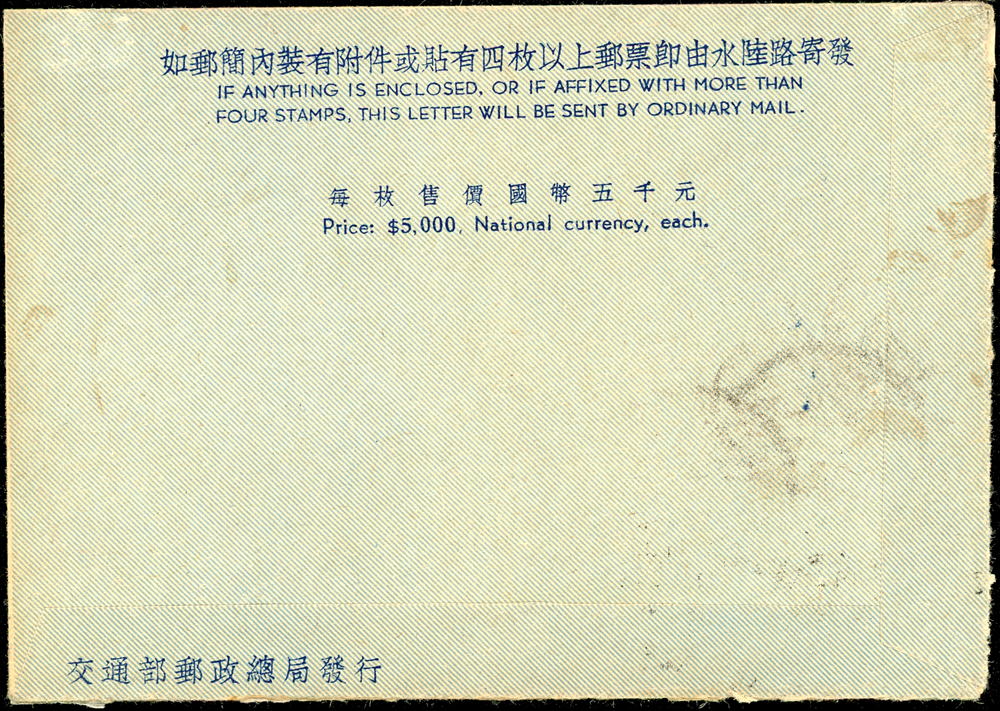 如郵簡內裝有附件或貼有四枚以上郵票卽由水陸路寄發
IF ANYTHING IS ENCLOSED, OR IF AFFIXED WITH MORE THAN
FOUR STAMPS, THIS LETTER WILL BE SENT BY ORDINARY MAIL.
每枚售價國幣五千元
Price: $5,000, National currency, each.
交通部郵政總局發行